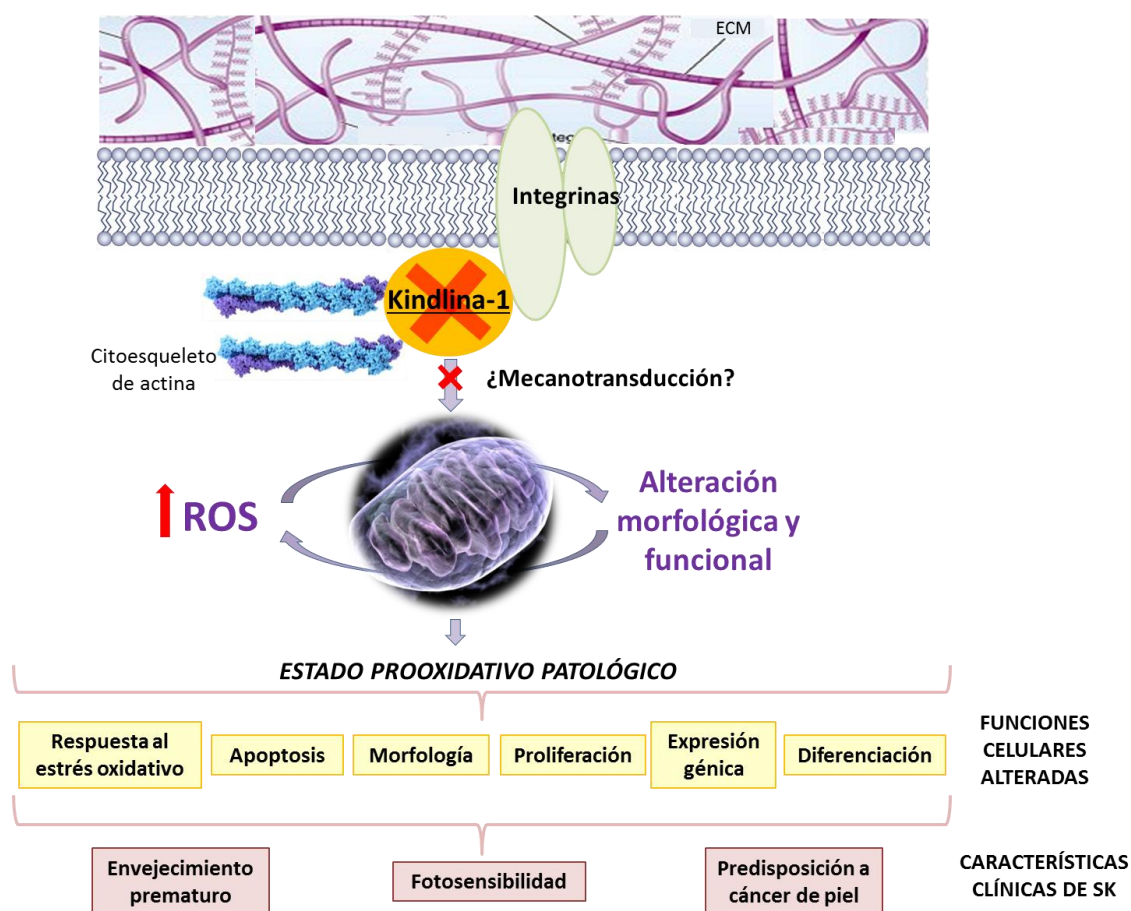 ECM
Integrinas
Kindlina-1
Citoesqueleto
de actina
¿Mecanotransducción?
ROS
Alteración
morfológica y
funcional
ESTADO PROOXIDATIVO PATOLÓGICO
Respuesta al
estrés oxidativo
Apoptosis
Morfología
Proliferación
Expresión
génica
Diferenciación
FUNCIONES
CELULARES
ALTERADAS
Envejecimiento
prematuro
Fotosensibilidad
Predisposición a
cáncer de piel
CARACTERÍSTÍCAS
CLÍNICAS DE SK